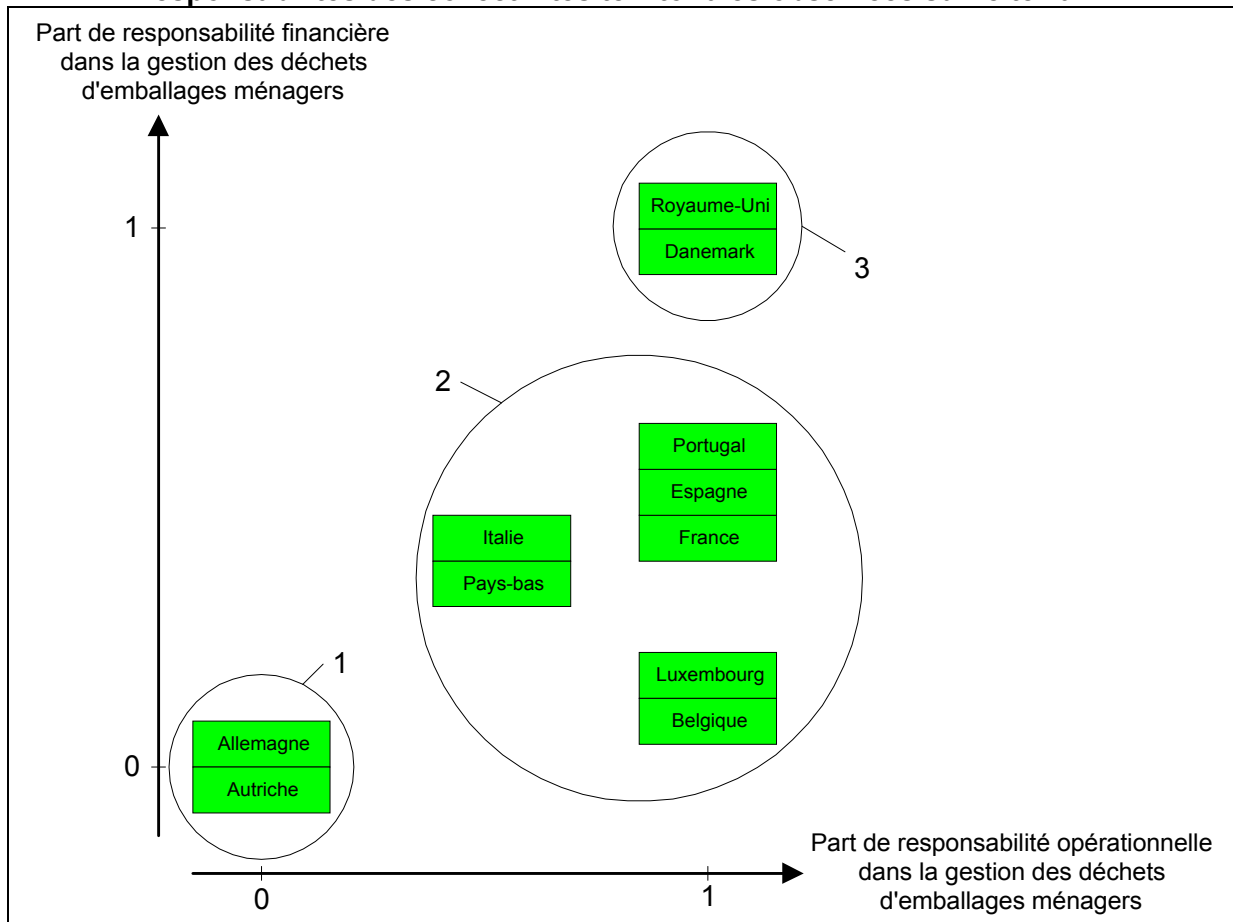 Part de responsabilité financière
dans la gestion des déchets
d'emballages ménagers
1
Royaume-Uni
Danemark
3
2
Portugal
Espagne
France
Italie
Pays-bas
Luxembourg
Belgique
1
Allemagne
Autriche
0
Part de responsabilité opérationnelle
dans la gestion des déchets
d'emballages ménagers
0
1